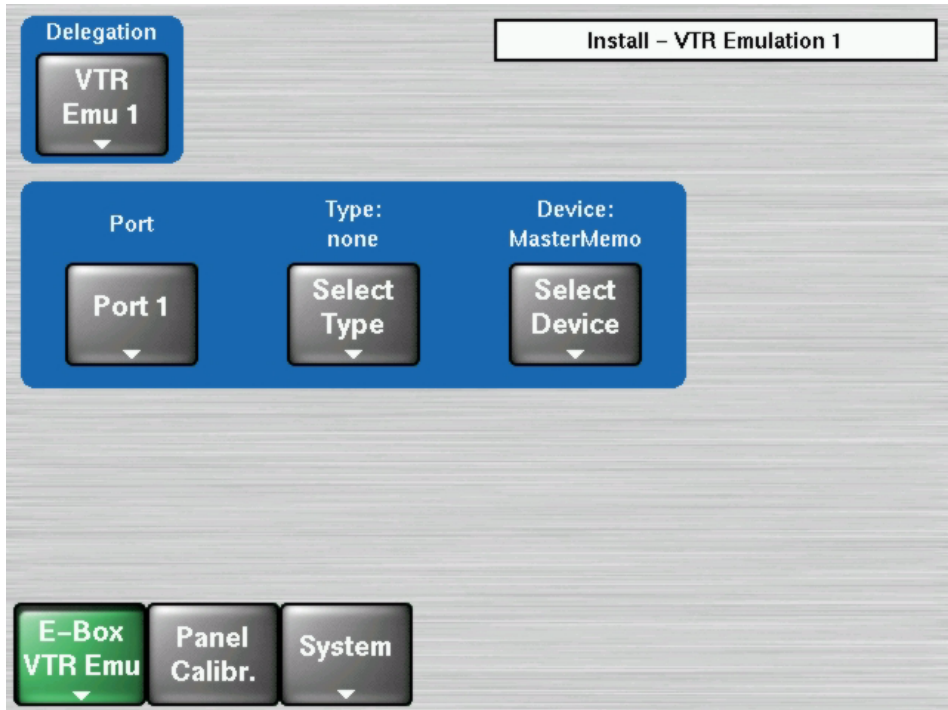 Delegation
Install – VTR Emulation 1
VTR
Emu 1
Port
Type:
none
Device:
MasterMemo
Port 1
Select
Type
Select
Device
E–Box
VTR Emu
Panel
Calibr.
System